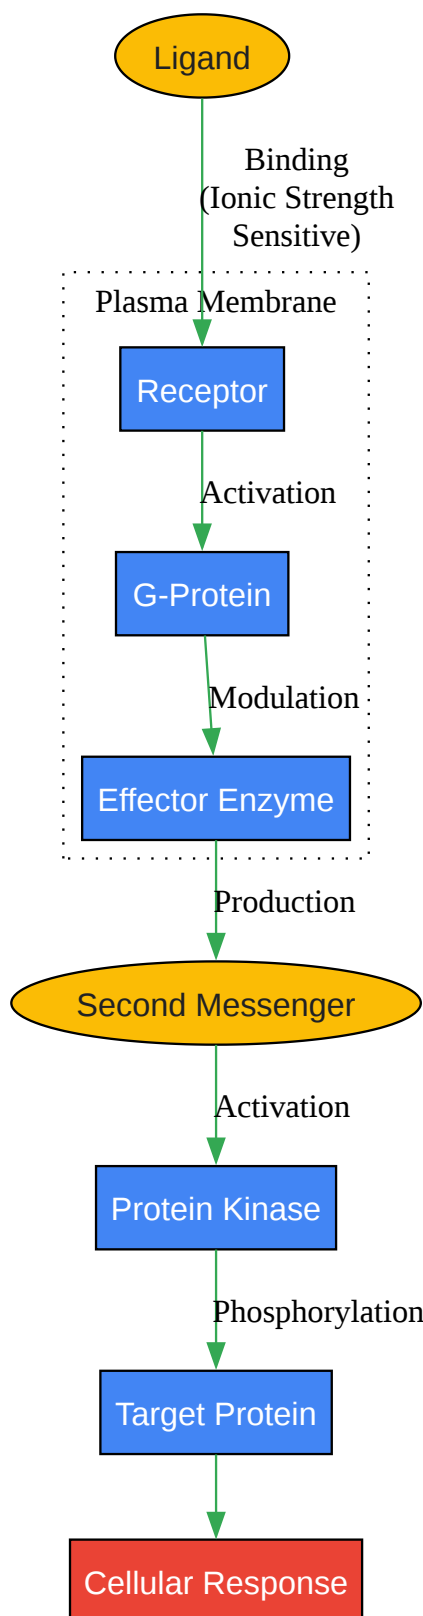 Ligand
Binding
(Ionic Strength
Sensitive)
Plasma Membrane
Receptor
Activation
G-Protein
Modulation
Effector Enzyme
Production
Second Messenger
Activation
Protein Kinase
Phosphorylation
Target Protein
Cellular Response